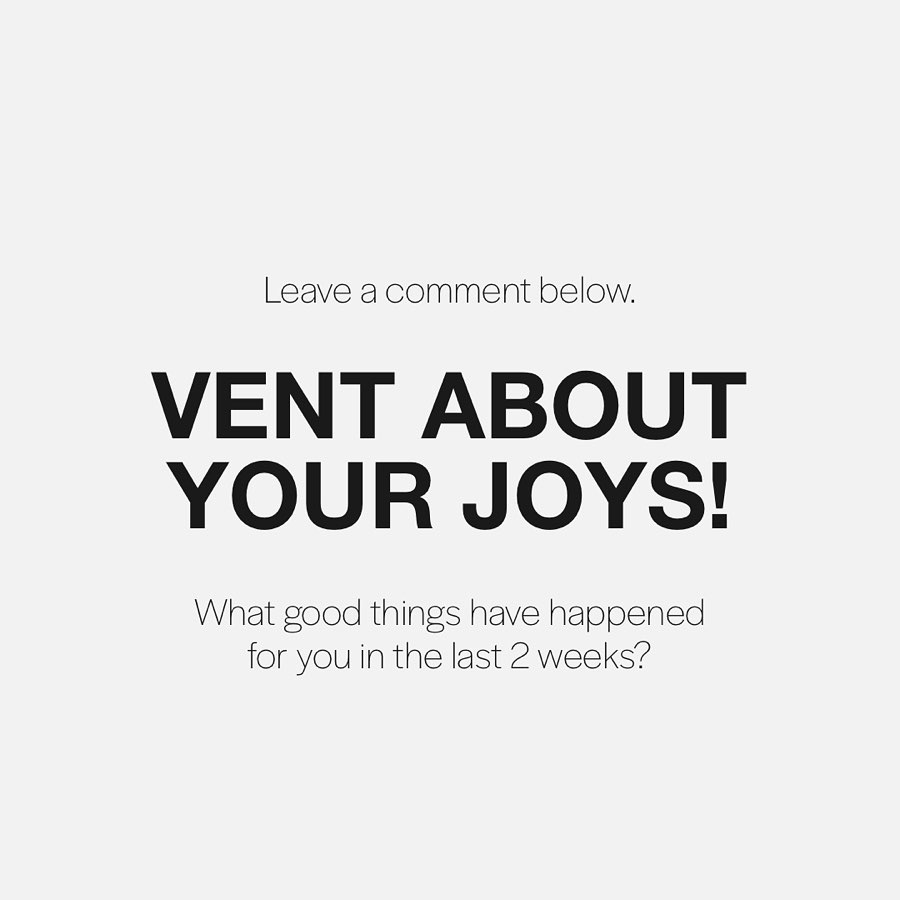 Leave a comment below.
VENT ABOUT
YOUR JOYS!
What good things have happened
for you in the last 2 weeks?